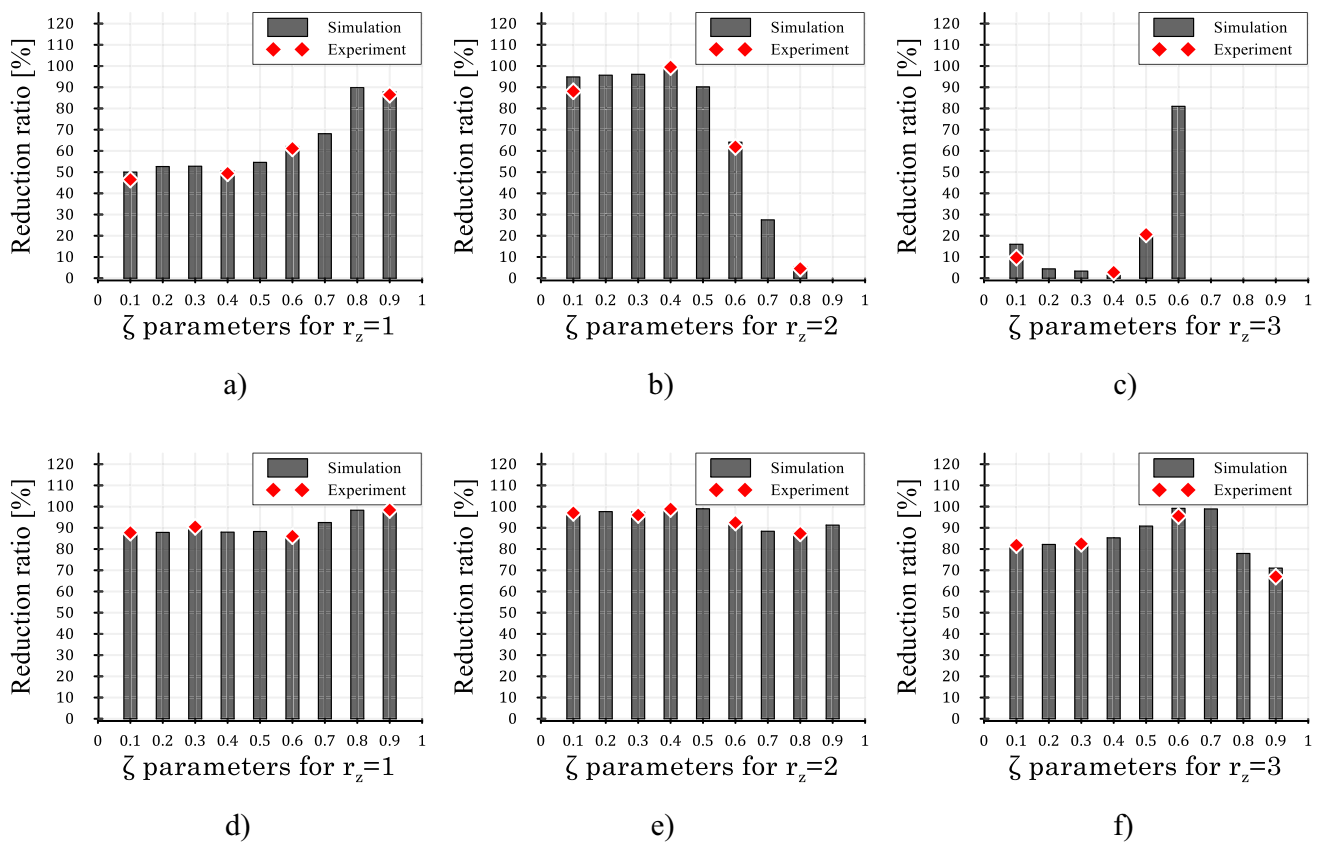 Reduction ratio [%]
120
110
100
90
80
70
60
50
40
30
20
10
0
Simulation
Experiment
0 0.1 0.2 0.3 0.4 0.5 0.6 0.7 0.8 0.9 1
ζ parameters for r_z=1
a)
Reduction ratio [%]
120
110
100
90
80
70
60
50
40
30
20
10
0
Simulation
Experiment
0 0.1 0.2 0.3 0.4 0.5 0.6 0.7 0.8 0.9 1
ζ parameters for r_z=2
b)
Reduction ratio [%]
120
110
100
90
80
70
60
50
40
30
20
10
0
Simulation
Experiment
0 0.1 0.2 0.3 0.4 0.5 0.6 0.7 0.8 0.9 1
ζ parameters for r_z=3
c)
Reduction ratio [%]
120
110
100
90
80
70
60
50
40
30
20
10
0
Simulation
Experiment
0 0.1 0.2 0.3 0.4 0.5 0.6 0.7 0.8 0.9 1
ζ parameters for r_z=1
d)
Reduction ratio [%]
120
110
100
90
80
70
60
50
40
30
20
10
0
Simulation
Experiment
0 0.1 0.2 0.3 0.4 0.5 0.6 0.7 0.8 0.9 1
ζ parameters for r_z=2
e)
Reduction ratio [%]
120
110
100
90
80
70
60
50
40
30
20
10
0
Simulation
Experiment
0 0.1 0.2 0.3 0.4 0.5 0.6 0.7 0.8 0.9 1
ζ parameters for r_z=3
f)